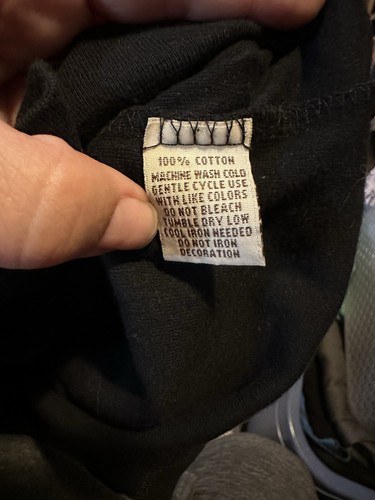 100% COTTON
MACHINE WASH COLD
GENTLE CYCLE USE
WITH LIKE COLORS
DO NOT BLEACH
TUMBLE DRY LOW
COOL IRON NEEDED
DO NOT IRON
DECORATION